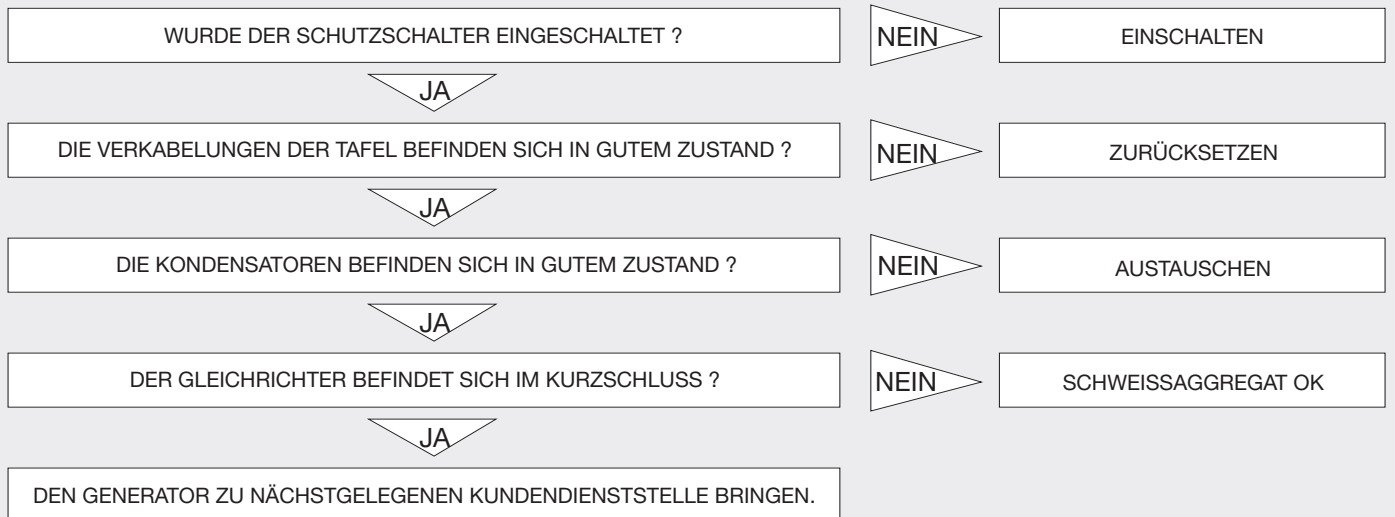 WURDE DER SCHUTZSCHALTER EINGESCHALTET ?
NEIN
EINSCHALTEN
JA
DIE VERKABELUNGEN DER TAFEL BEFINDEN SICH IN GUTEM ZUSTAND ?
NEIN
ZURÜCKSETZEN
JA
DIE KONDENSATOREN BEFINDEN SICH IN GUTEM ZUSTAND ?
NEIN
AUSTAUSCHEN
JA
DER GLEICHRICHTER BEFINDET SICH IM KURZSCHLUSS ?
NEIN
SCHWEISSAGGREGAT OK
JA
DEN GENERATOR ZU NÄCHSTGELEGENEN KUNDENDIENSTSTELLE BRINGEN.